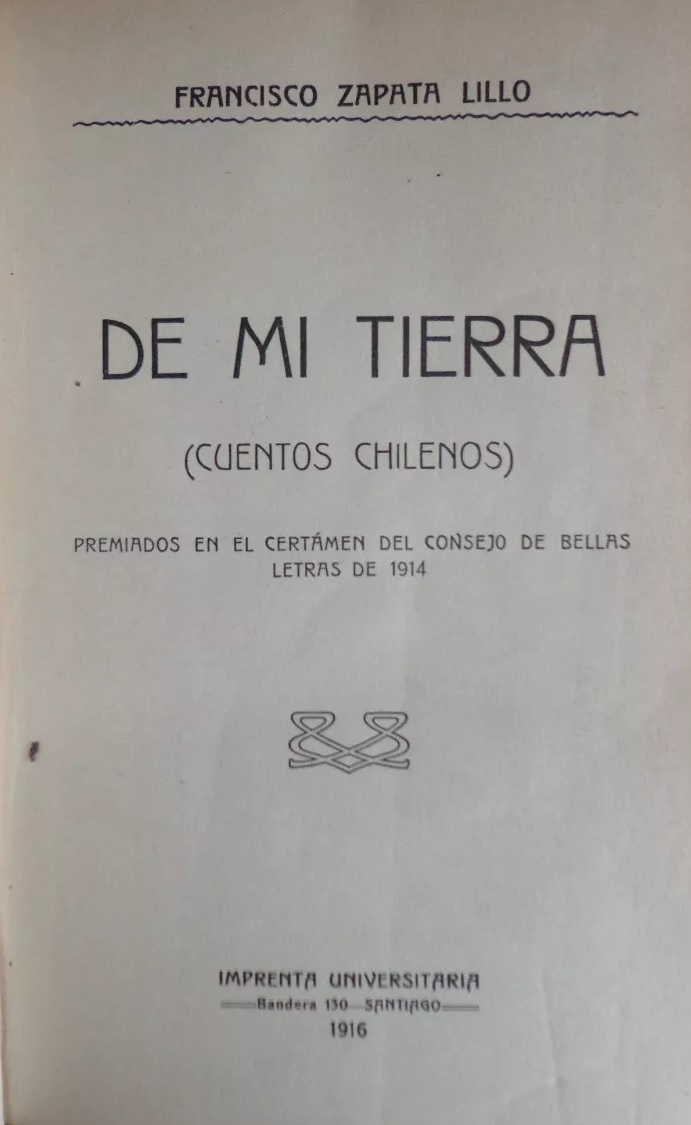 FRANCISCO ZAPATA LILLO
DE MI TIERRA
(CUENTOS CHILENOS)
PREMIADOS EN EL CERTÁMEN DEL CONSEJO DE BELLAS
LETRAS DE 1914
IMPRENTA UNIVERSITARIA
Bandera 130 SANTIAGO
1916